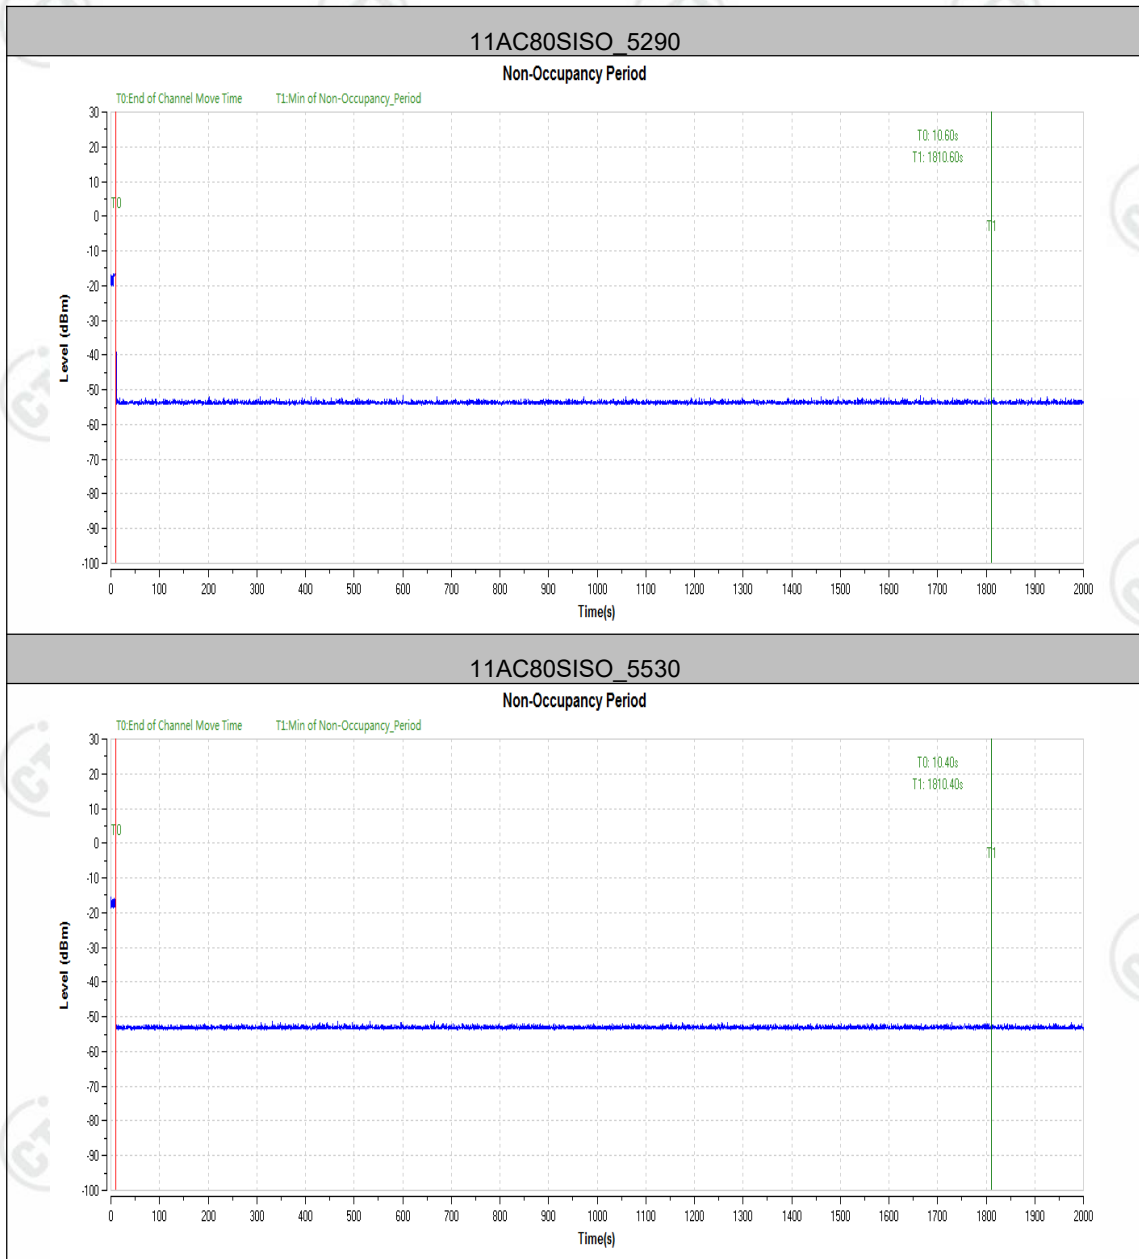 11AC80SISO_5290
Non-Occupancy Period
T0:End of Channel Move Time T1:Min of Non-Occupancy_Period
T0: 10.60s
T1: 1810.60s
T0
T1
30
20
10
0
-10
-20
-30
-40
-50
-60
-70
-80
-90
-100
Level (dBm)
0 100 200 300 400 500 600 700 800 900 1000 1100 1200 1300 1400 1500 1600 1700 1800 1900 2000
Time(s)
11AC80SISO_5530
Non-Occupancy Period
T0:End of Channel Move Time T1:Min of Non-Occupancy_Period
T0: 10.40s
T1: 1810.40s
T0
T1
30
20
10
0
-10
-20
-30
-40
-50
-60
-70
-80
-90
-100
Level (dBm)
0 100 200 300 400 500 600 700 800 900 1000 1100 1200 1300 1400 1500 1600 1700 1800 1900 2000
Time(s)